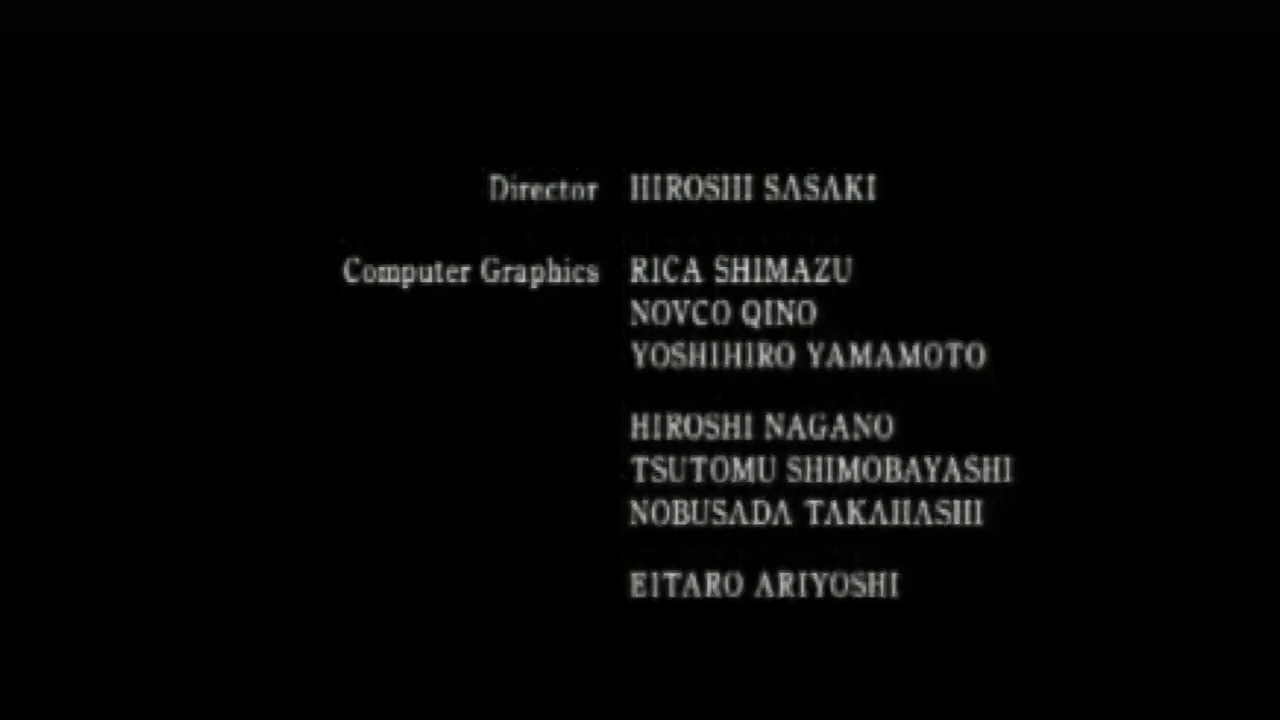 Director HIROSHI SASAKI
Computer Graphics RICA SHIMAZU
NOVCO QINO
YOSHIHIRO YAMAMOTO
HIROSHI NAGANO
TSUTOMU SHIMOBAYASHI
NOBUSADA TAKAHASHI
EITARO ARIYOSHI